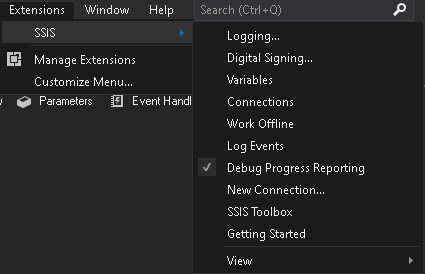 Extensions Window Help Search (Ctrl+Q)
SSIS
Manage Extensions
Customize Menu...
Parameters Event Handl
Logging...
Digital Signing...
Variables
Connections
Work Offline
Log Events
Debug Progress Reporting
New Connection...
SSIS Toolbox
Getting Started
View